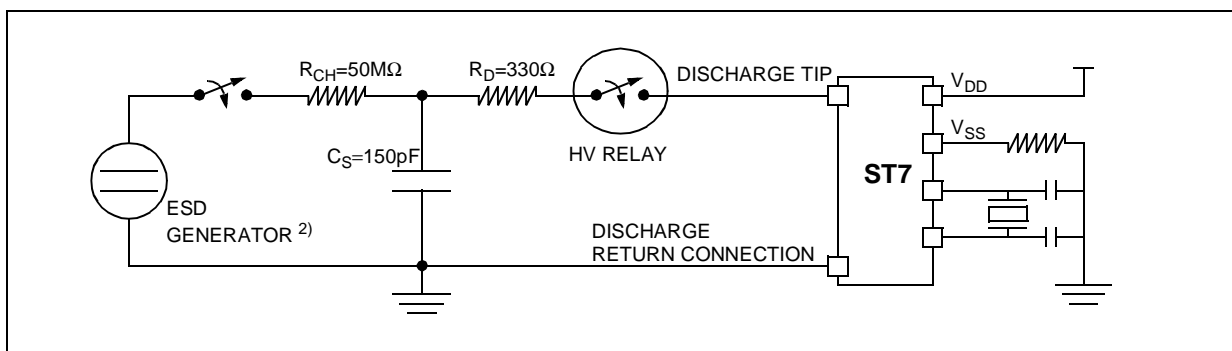 R_CH=50MΩ
R_D=330Ω
DISCHARGE TIP
V_DD
HV RELAY
C_S=150pF
V_SS
ST7
ESD
GENERATOR 2)
DISCHARGE
RETURN CONNECTION